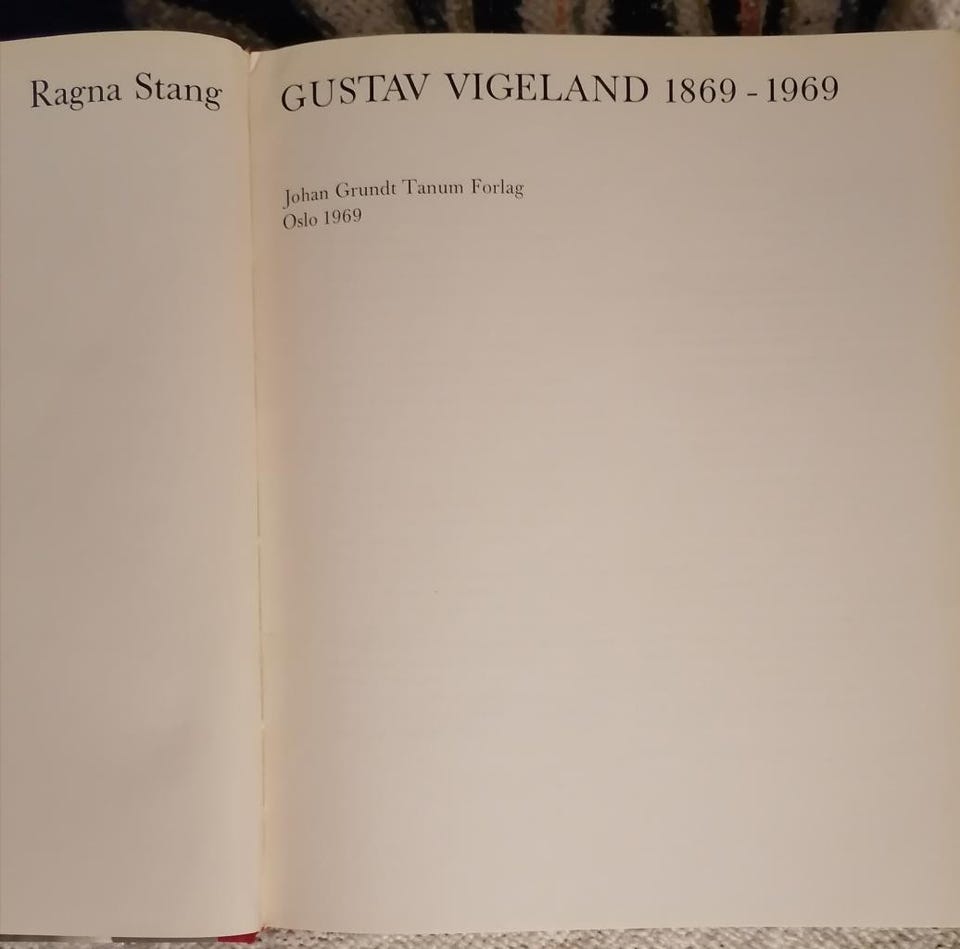 Ragna Stang
GUSTAV VIGELAND 1869 - 1969
Johan Grundt Tanum Forlag
Oslo 1969